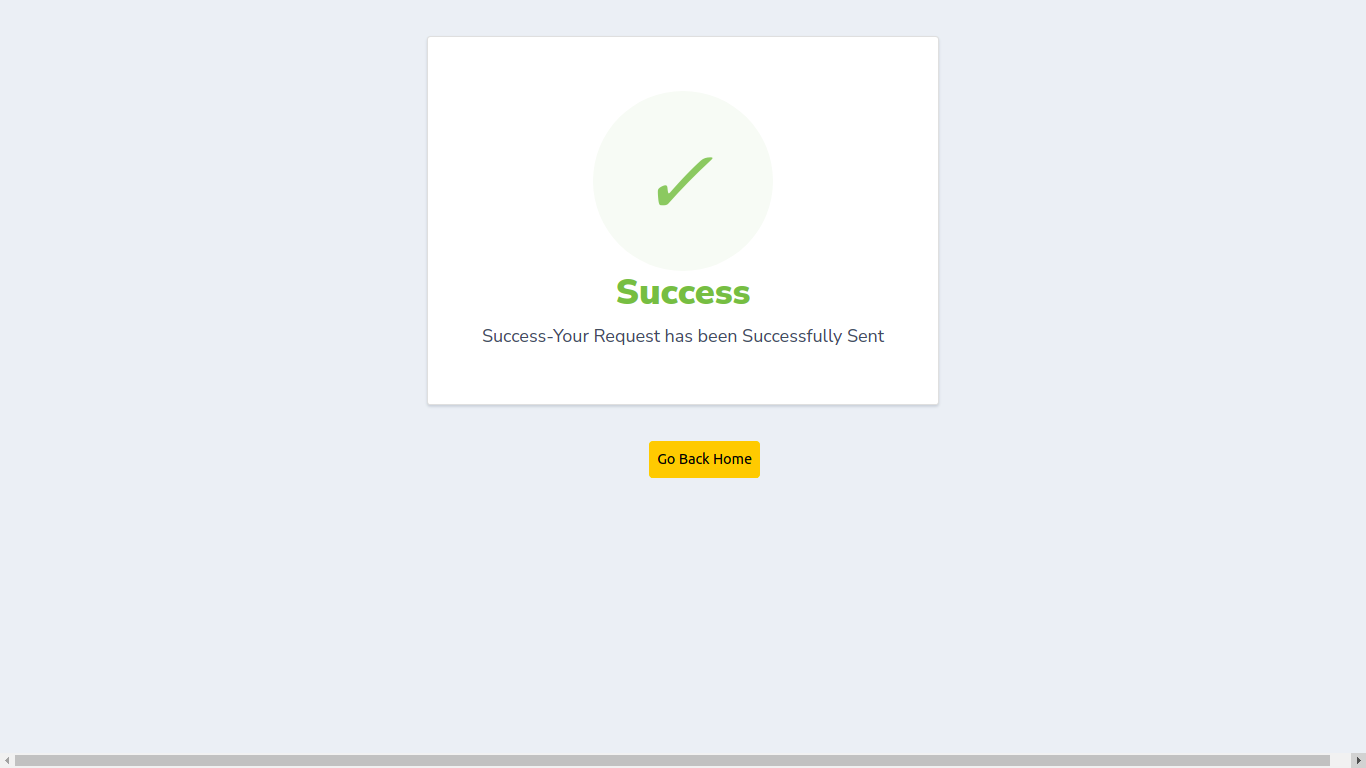 Success
Success-Your Request has been Successfully Sent
Go Back Home